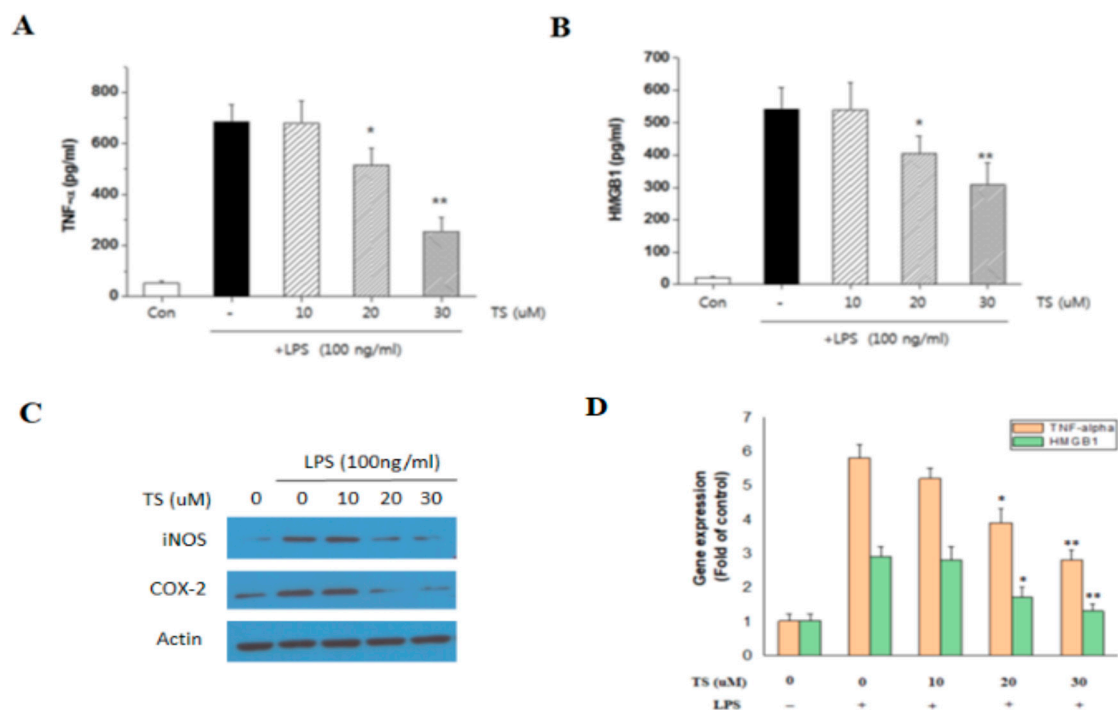 A
TNF-α (pg/ml)
800
600
400
200
0
*
**
Con - 10 20 30 TS (uM)
+LPS (100 ng/ml)
B
HMGB1 (pg/ml)
700
600
500
400
300
200
100
0
*
**
Con - 10 20 30 TS (uM)
+LPS (100 ng/ml)
C
LPS (100ng/ml)
TS (uM) 0 0 10 20 30
iNOS
COX-2
Actin
D
Gene expression
(Fold of control)
7
6
5
4
3
2
1
0
TNF-alpha
HMGB1
*
**
*
**
TS (uM) 0 0 10 20 30
LPS – + + + +